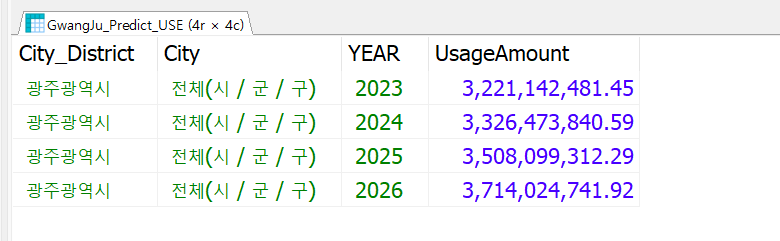 GwangJu_Predict_USE (4r × 4c)
City_District City YEAR UsageAmount
광주광역시 전체(시 / 군 / 구) 2023 3,221,142,481.45
광주광역시 전체(시 / 군 / 구) 2024 3,326,473,840.59
광주광역시 전체(시 / 군 / 구) 2025 3,508,099,312.29
광주광역시 전체(시 / 군 / 구) 2026 3,714,024,741.92